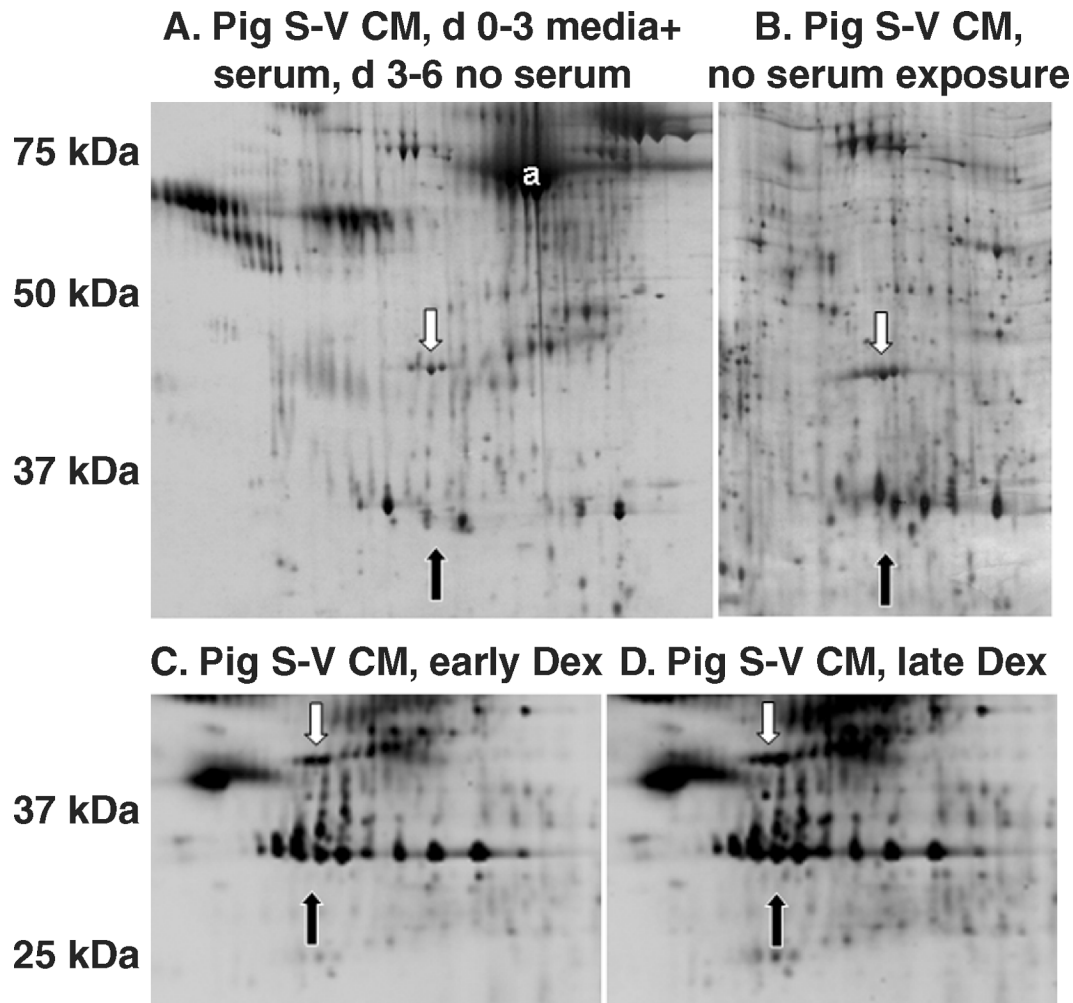 A. Pig S-V CM, d 0-3 media+
serum, d 3-6 no serum
B. Pig S-V CM,
no serum exposure
75 kDa
a
50 kDa
37 kDa
C. Pig S-V CM, early Dex
D. Pig S-V CM, late Dex
37 kDa
25 kDa